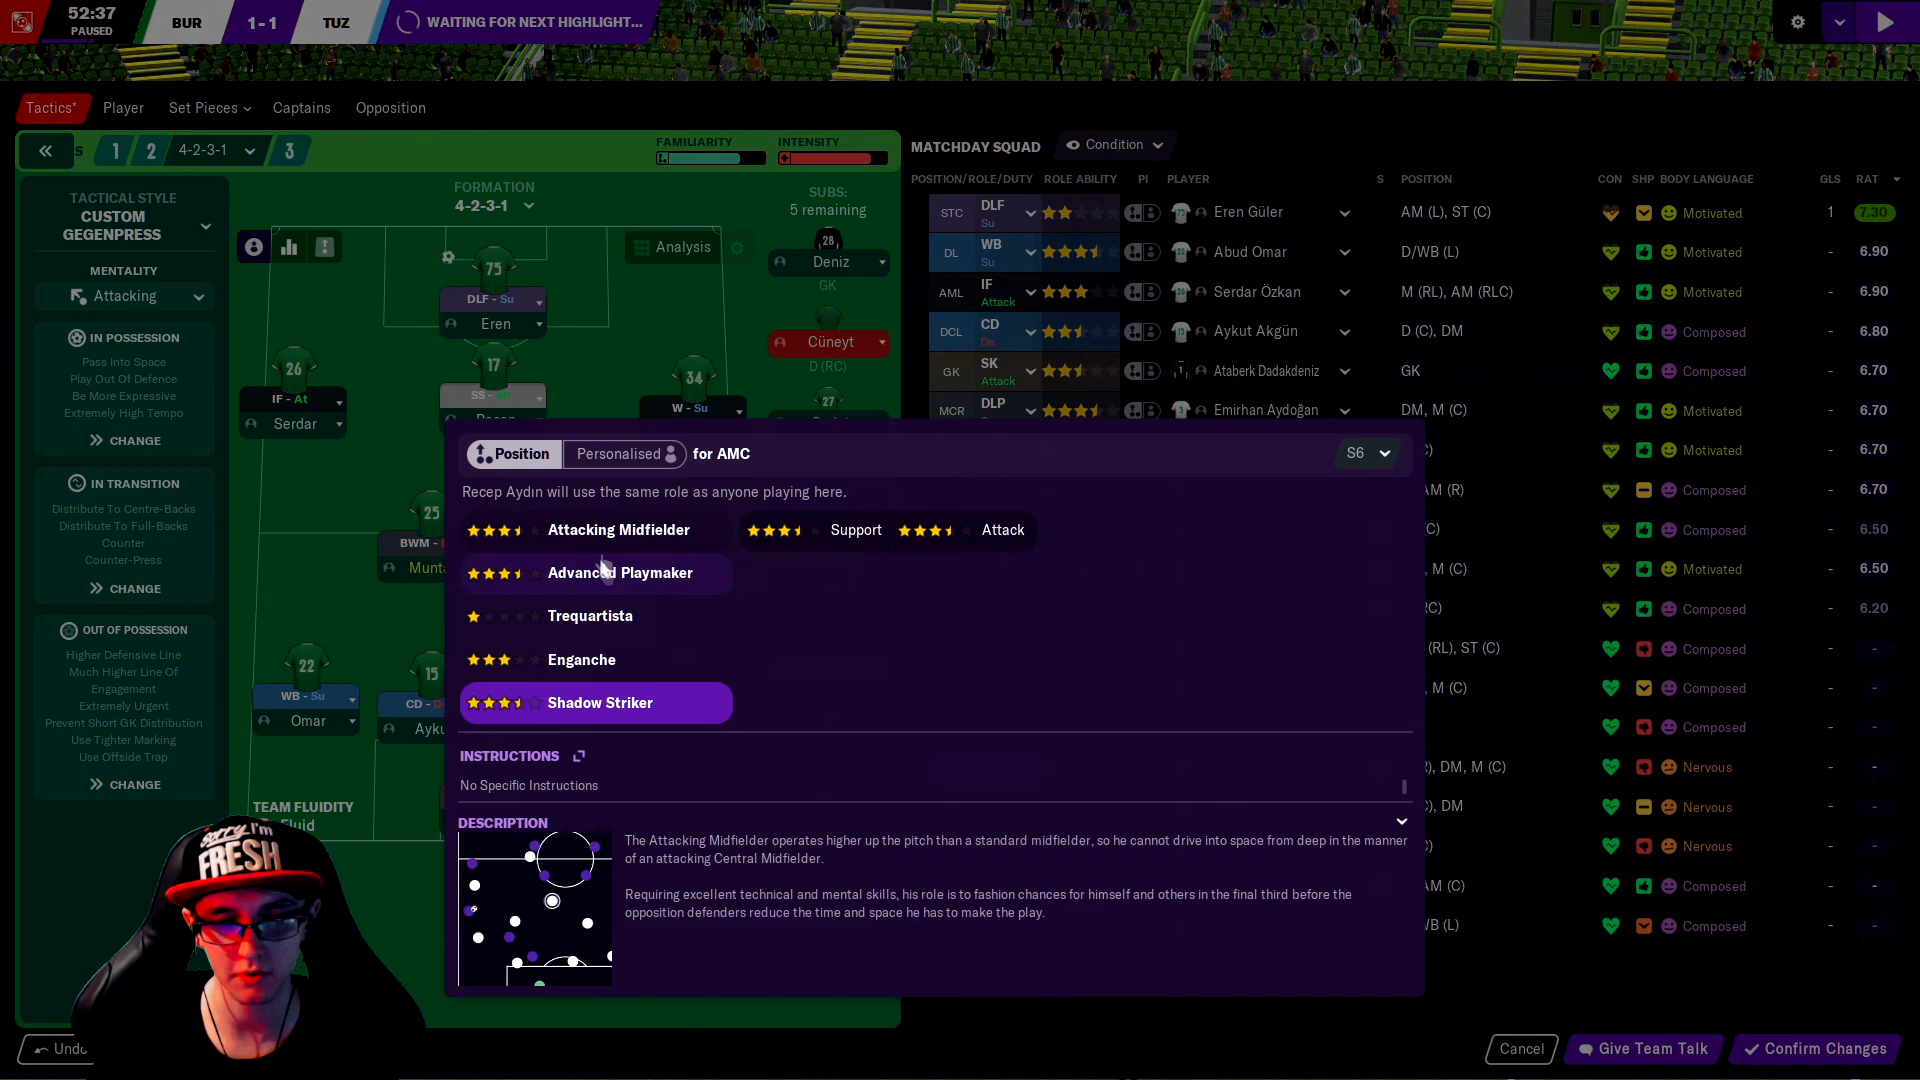 52:37
PAUSED
BUR
1 - 1
TUZ
WAITING FOR NEXT HIGHLIGHT...
Tactics*
Player
Set Pieces
Captains
Opposition
1
2
4-2-3-1
3
FAMILIARITY
INTENSITY
MATCHDAY SQUAD
Condition
TACTICAL STYLE
CUSTOM
GEGENPRESS
MENTALITY
Attacking
IN POSSESSION
Pass Into Space
Play Out Of Defence
Be More Expressive
Extremely High Tempo
CHANGE
IN TRANSITION
Distribute To Centre-Backs
Distribute To Full-Backs
Counter
Counter-Press
CHANGE
OUT OF POSSESSION
Higher Defensive Line
Much Higher Line Of
Engagement
Extremely Urgent
Prevent Short GK Distribution
Use Tighter Marking
Use Offside Trap
CHANGE
FORMATION
4-2-3-1
SUBS:
5 remaining
Analysis
28
Deniz
GK
Cüneyt
D (RC)
27
75
DLF - Su
Eren
26
IF - At
Serdar
17
SS - At
34
W - Su
25
BWM -
Munt
22
WB - Su
Omar
15
CD -
Ayku
TEAM FLUIDITY
Fluid
SORRY I'M
FRESH
Undo
POSITION/ROLE/DUTY
ROLE ABILITY
PI
PLAYER
S
POSITION
CON
SHP
BODY LANGUAGE
GLS
RAT
STC DLF Su Eren Güler AM (L), ST (C) Motivated 1 7.30
DL WB Su Abud Omar D/WB (L) Motivated - 6.90
AML IF Attack Serdar Özkan M (RL), AM (RLC) Motivated - 6.90
DCL CD De Aykut Akgün D (C), DM Composed - 6.80
GK SK Attack Ataberk Dadakdeniz GK Composed - 6.70
MCR DLP Emirhan Aydoğan DM, M (C) Motivated - 6.70
Motivated - 6.70
AM (R) Composed - 6.70
Composed - 6.50
, M (C) Motivated - 6.50
RC) Motivated - 6.20
(RL), ST (C) Composed -
, M (C) Composed -
Composed -
), DM, M (C) Nervous -
), DM Nervous -
) Nervous -
AM (C) Composed -
WB (L) Composed -
Position
Personalised
for AMC
S6
Recep Aydın will use the same role as anyone playing here.
Attacking Midfielder
Support
Attack
Advanced Playmaker
Trequartista
Enganche
Shadow Striker
INSTRUCTIONS
No Specific Instructions
DESCRIPTION
The Attacking Midfielder operates higher up the pitch than a standard midfielder, so he cannot drive into space from deep in the manner
of an attacking Central Midfielder.
Requiring excellent technical and mental skills, his role is to fashion chances for himself and others in the final third before the
opposition defenders reduce the time and space he has to make the play.
Cancel
Give Team Talk
Confirm Changes